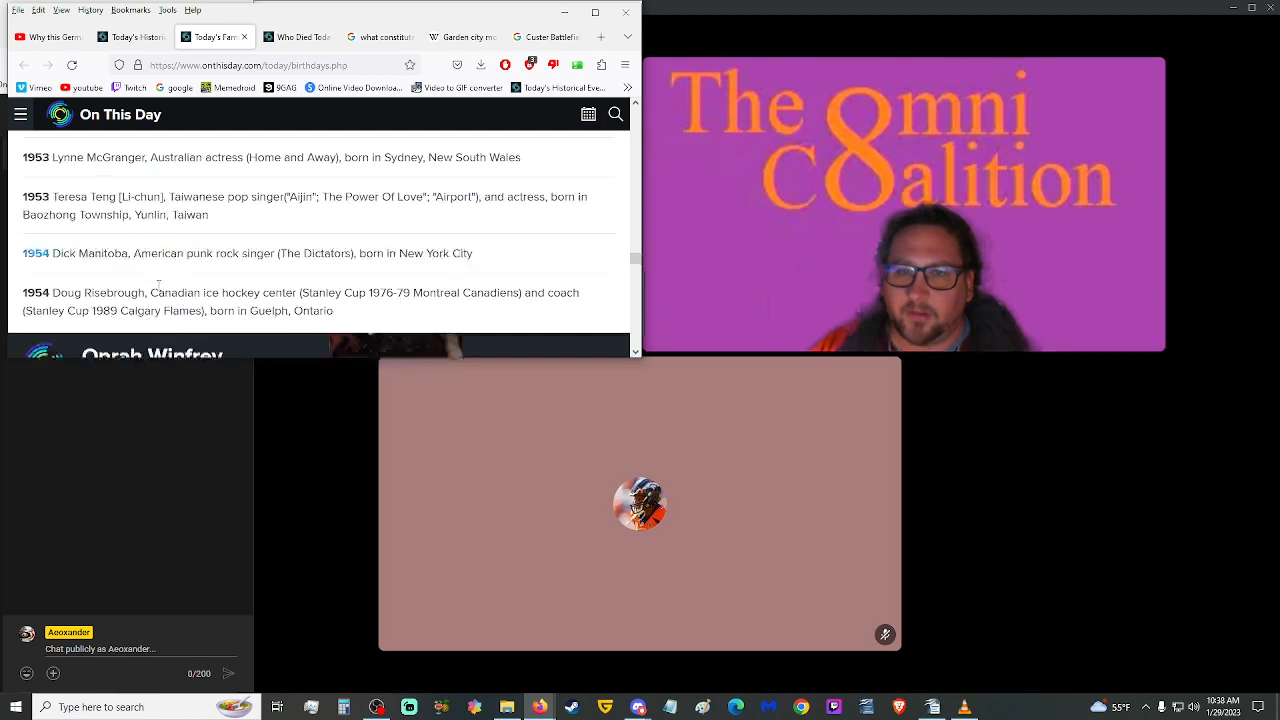 File Edit View History Bookmarks Tools Help
Why this Germ
Today's Histori
Today's Fam
Who Died Toda
what constitute
Garden city mo
Custer Battlefie
https://www.onthisday.com/today/birthdays.php
3
Vimeo
youtube
Twitch
google
Memedroid
9GAG
Online Video Downloa...
Video to GIF converter
Today's Historical Eve...
On This Day
1953 Lynne McGranger, Australian actress (Home and Away), born in Sydney, New South Wales
1953 Teresa Teng [Li-chun], Taiwanese pop singer("Aijin"; The Power Of Love"; "Airport"), and actress, born in
Baozhong Township, Yunlin, Taiwan
1954 Dick Manitoba, American punk rock singer (The Dictators), born in New York City
1954 Doug Risebrough, Canadian ice hockey center (Stanley Cup 1976-79 Montreal Canadiens) and coach
(Stanley Cup 1989 Calgary Flames), born in Guelph, Ontario
Oprah Winfrey
The 8mni
C8alition
Aeoxander
Chat publicly as Aeoxander...
0/200
Type here to search
55°F
10:38 AM
1/29/2023